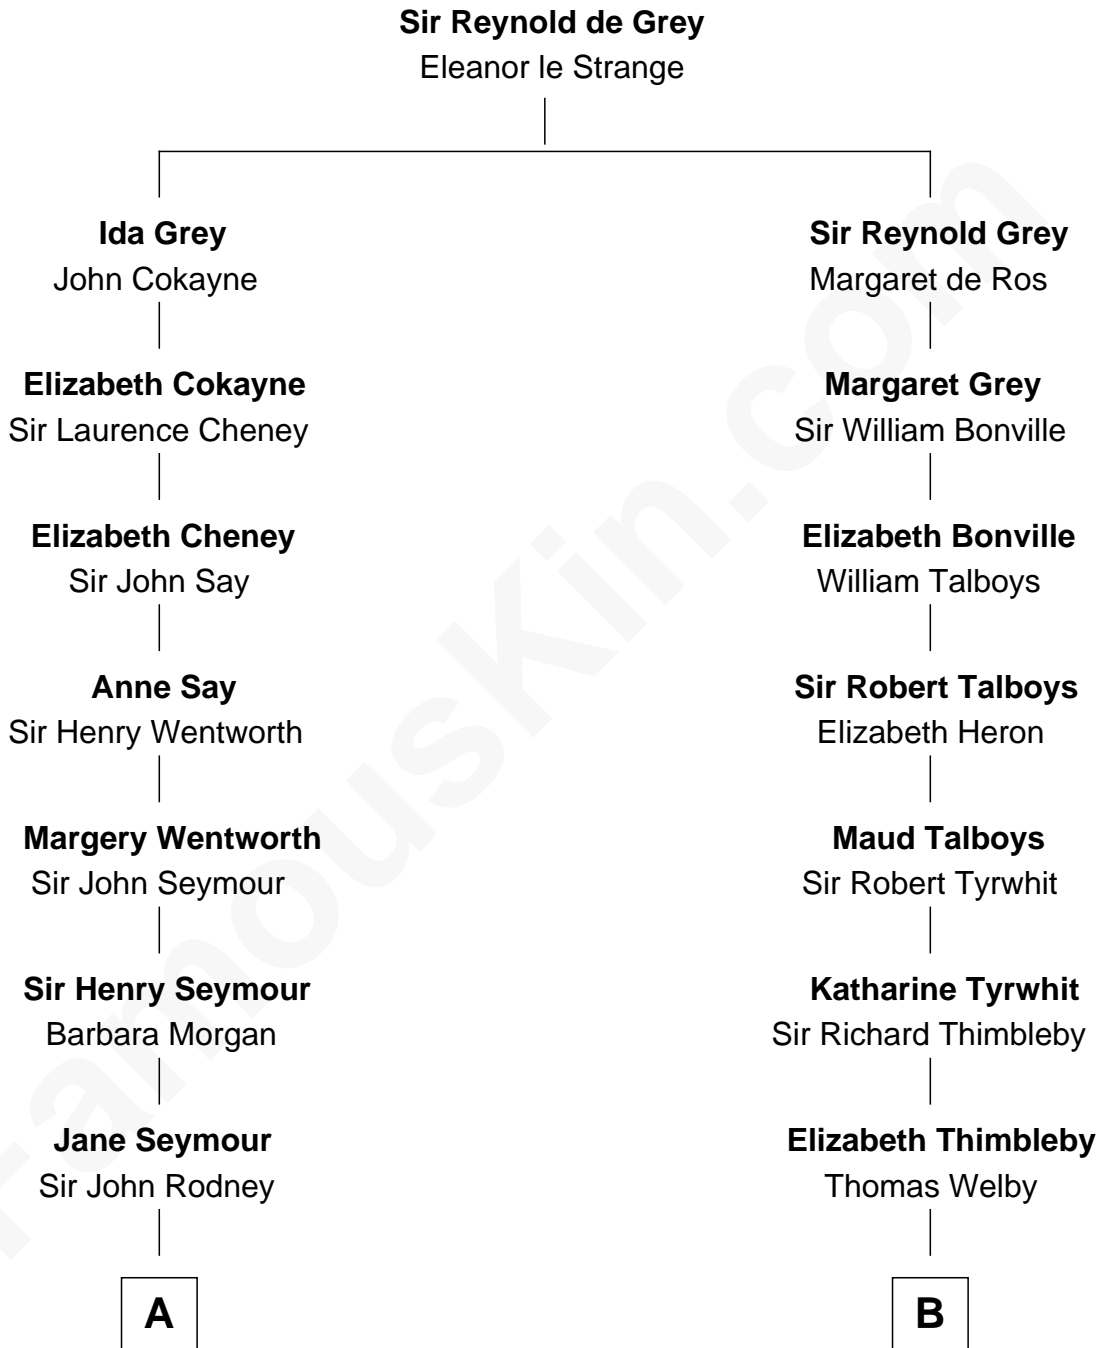 Sir Reynold de Grey
Eleanor le Strange
Ida Grey
John Cokayne
Sir Reynold Grey
Margaret de Ros
Elizabeth Cokayne
Sir Laurence Cheney
Margaret Grey
Sir William Bonville
Elizabeth Cheney
Sir John Say
Elizabeth Bonville
William Talboys
Anne Say
Sir Henry Wentworth
Sir Robert Talboys
Elizabeth Heron
Margery Wentworth
Sir John Seymour
Maud Talboys
Sir Robert Tyrwhit
Sir Henry Seymour
Barbara Morgan
Katharine Tyrwhit
Sir Richard Thimbleby
Jane Seymour
Sir John Rodney
Elizabeth Thimbleby
Thomas Welby
A
B
FamousKin.com